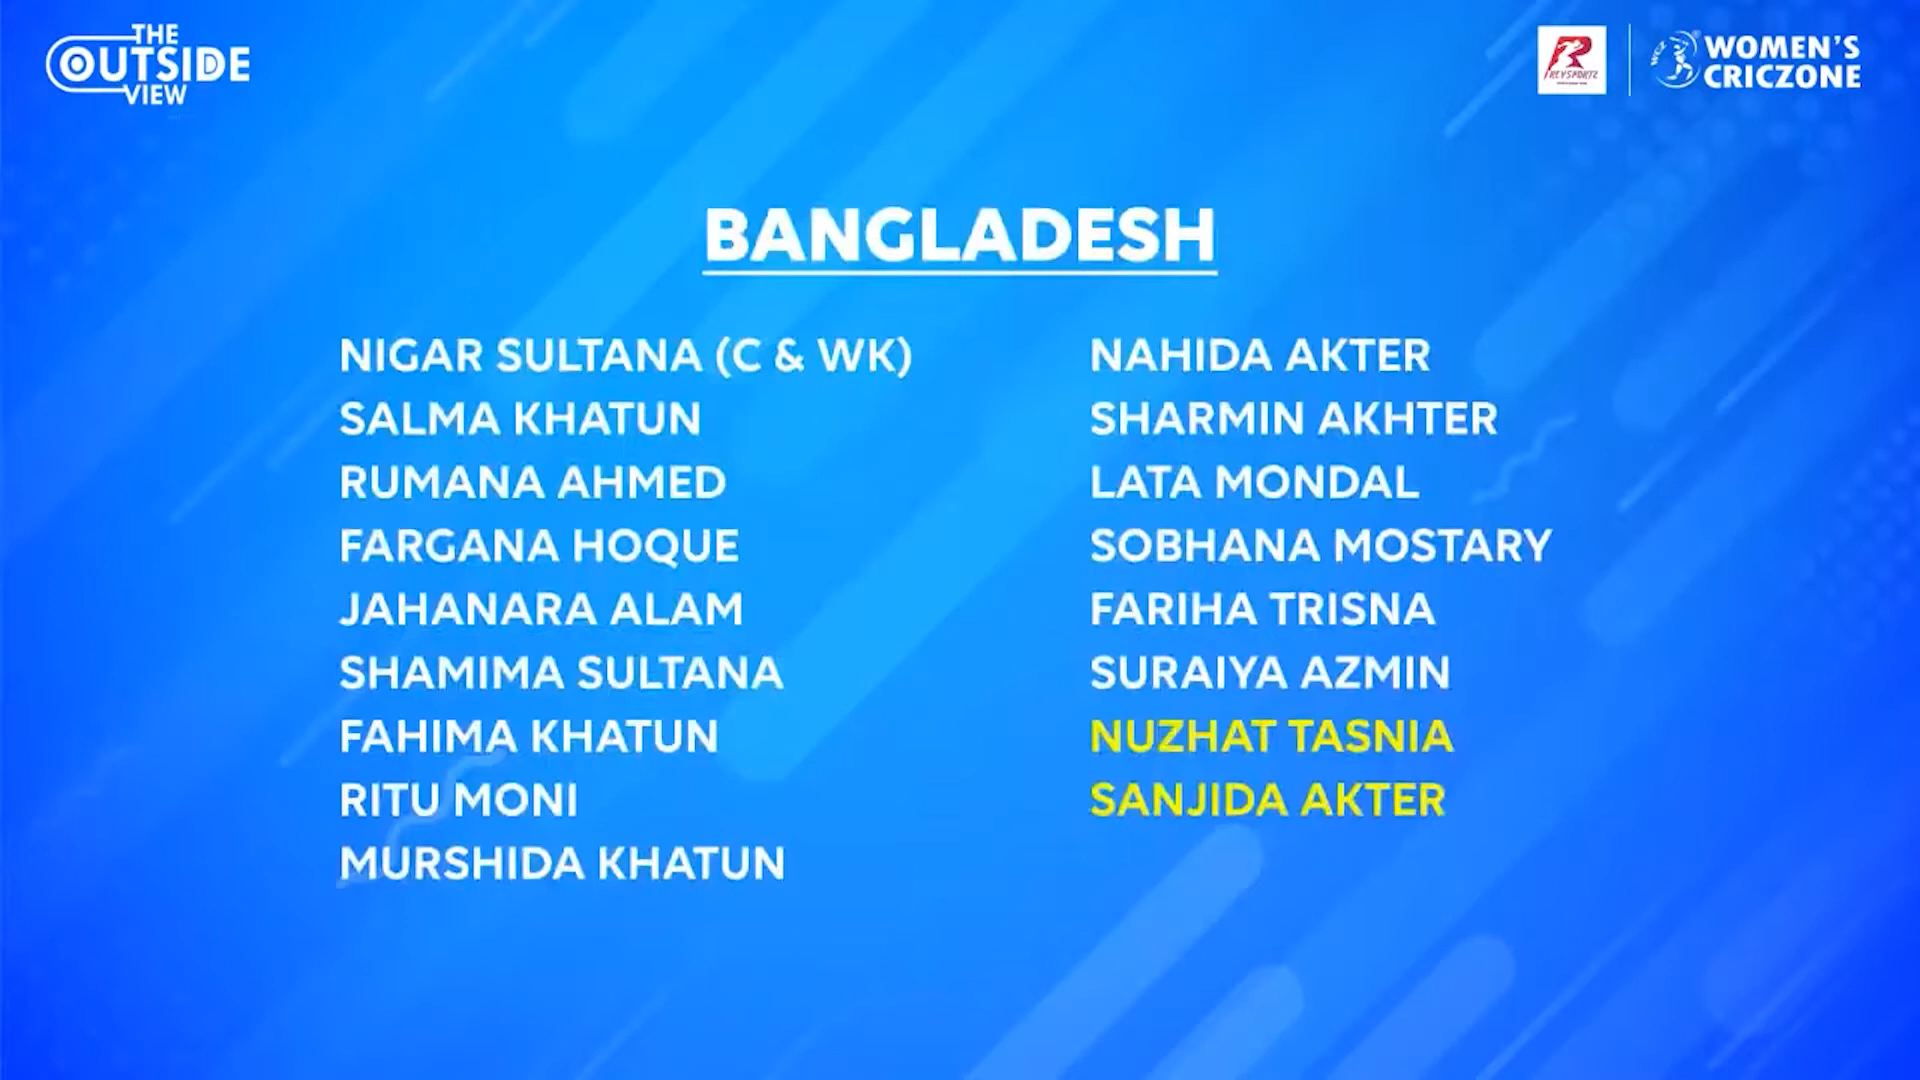 THE
OUTSIDE
VIEW
REYSPORTZ
WOMEN'S
CRICZONE
BANGLADESH
NIGAR SULTANA (C & WK)
SALMA KHATUN
RUMANA AHMED
FARGANA HOQUE
JAHANARA ALAM
SHAMIMA SULTANA
FAHIMA KHATUN
RITU MONI
MURSHIDA KHATUN
NAHIDA AKTER
SHARMIN AKHTER
LATA MONDAL
SOBHANA MOSTARY
FARIHA TRISNA
SURAIYA AZMIN
NUZHAT TASNIA
SANJIDA AKTER